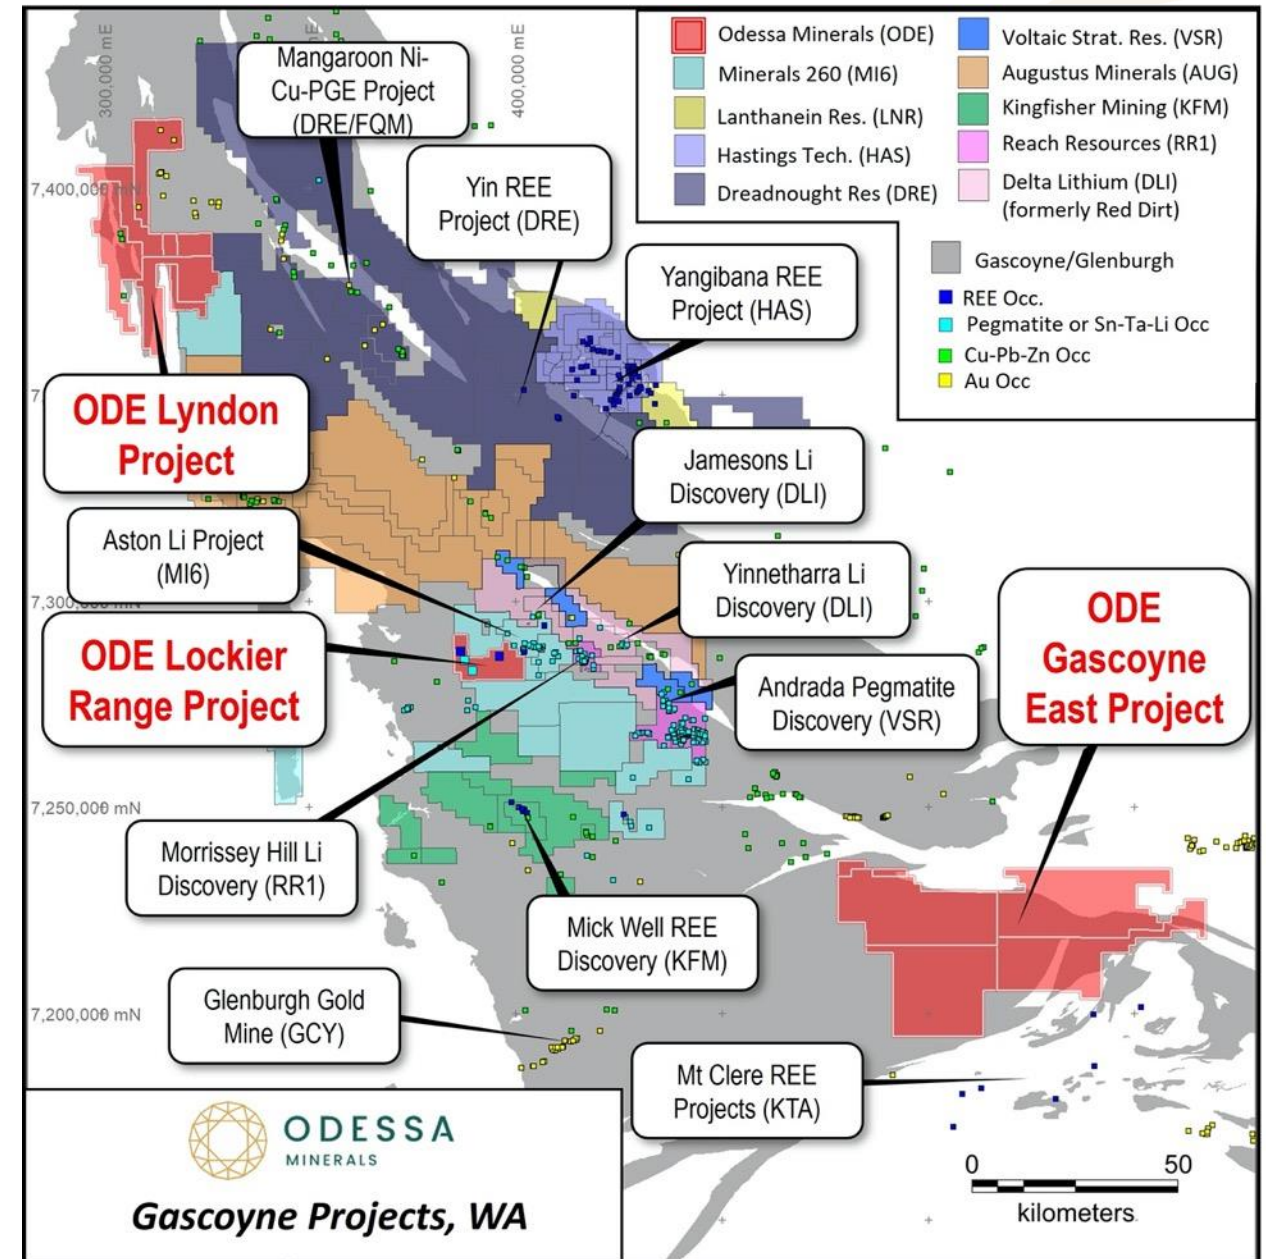 300,000 mE
mE
400,000 mE
Mangaroon Ni-
Cu-PGE Project
(DRE/FQM)
Yin REE
Project (DRE)
Yangibana REE
Project (HAS)
Odessa Minerals (ODE)
Minerals 260 (MI6)
Lanthanein Res. (LNR)
Hastings Tech. (HAS)
Dreadnought Res (DRE)
Voltaic Strat. Res. (VSR)
Augustus Minerals (AUG)
Kingfisher Mining (KFM)
Reach Resources (RR1)
Delta Lithium (DLI)
(formerly Red Dirt)
Gascoyne/Glenburgh
REE Occ.
Pegmatite or Sn-Ta-Li Occ
Cu-Pb-Zn Occ
Au Occ
7,400,000 mN
ODE Lyndon
Project
Jamesons Li
Discovery (DLI)
Aston Li Project
(MI6)
Yinnetharra Li
Discovery (DLI)
7,300,000 mN
ODE Lockier
Range Project
ODE
Gascoyne
East Project
Andrada Pegmatite
Discovery (VSR)
7,250,000 mN
Morrissey Hill Li
Discovery (RR1)
Mick Well REE
Discovery (KFM)
Glenburgh Gold
Mine (GCY)
7,200,000 mN
Mt Clere REE
Projects (KTA)
ODESSA
MINERALS
Gascoyne Projects, WA
0 50
kilometers